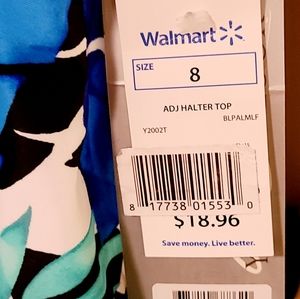 Walmart
SIZE
8
ADJ HALTER TOP
BLPALMLF
Y2002T
8 17738 01553 0
$18.96
Save money. Live better.